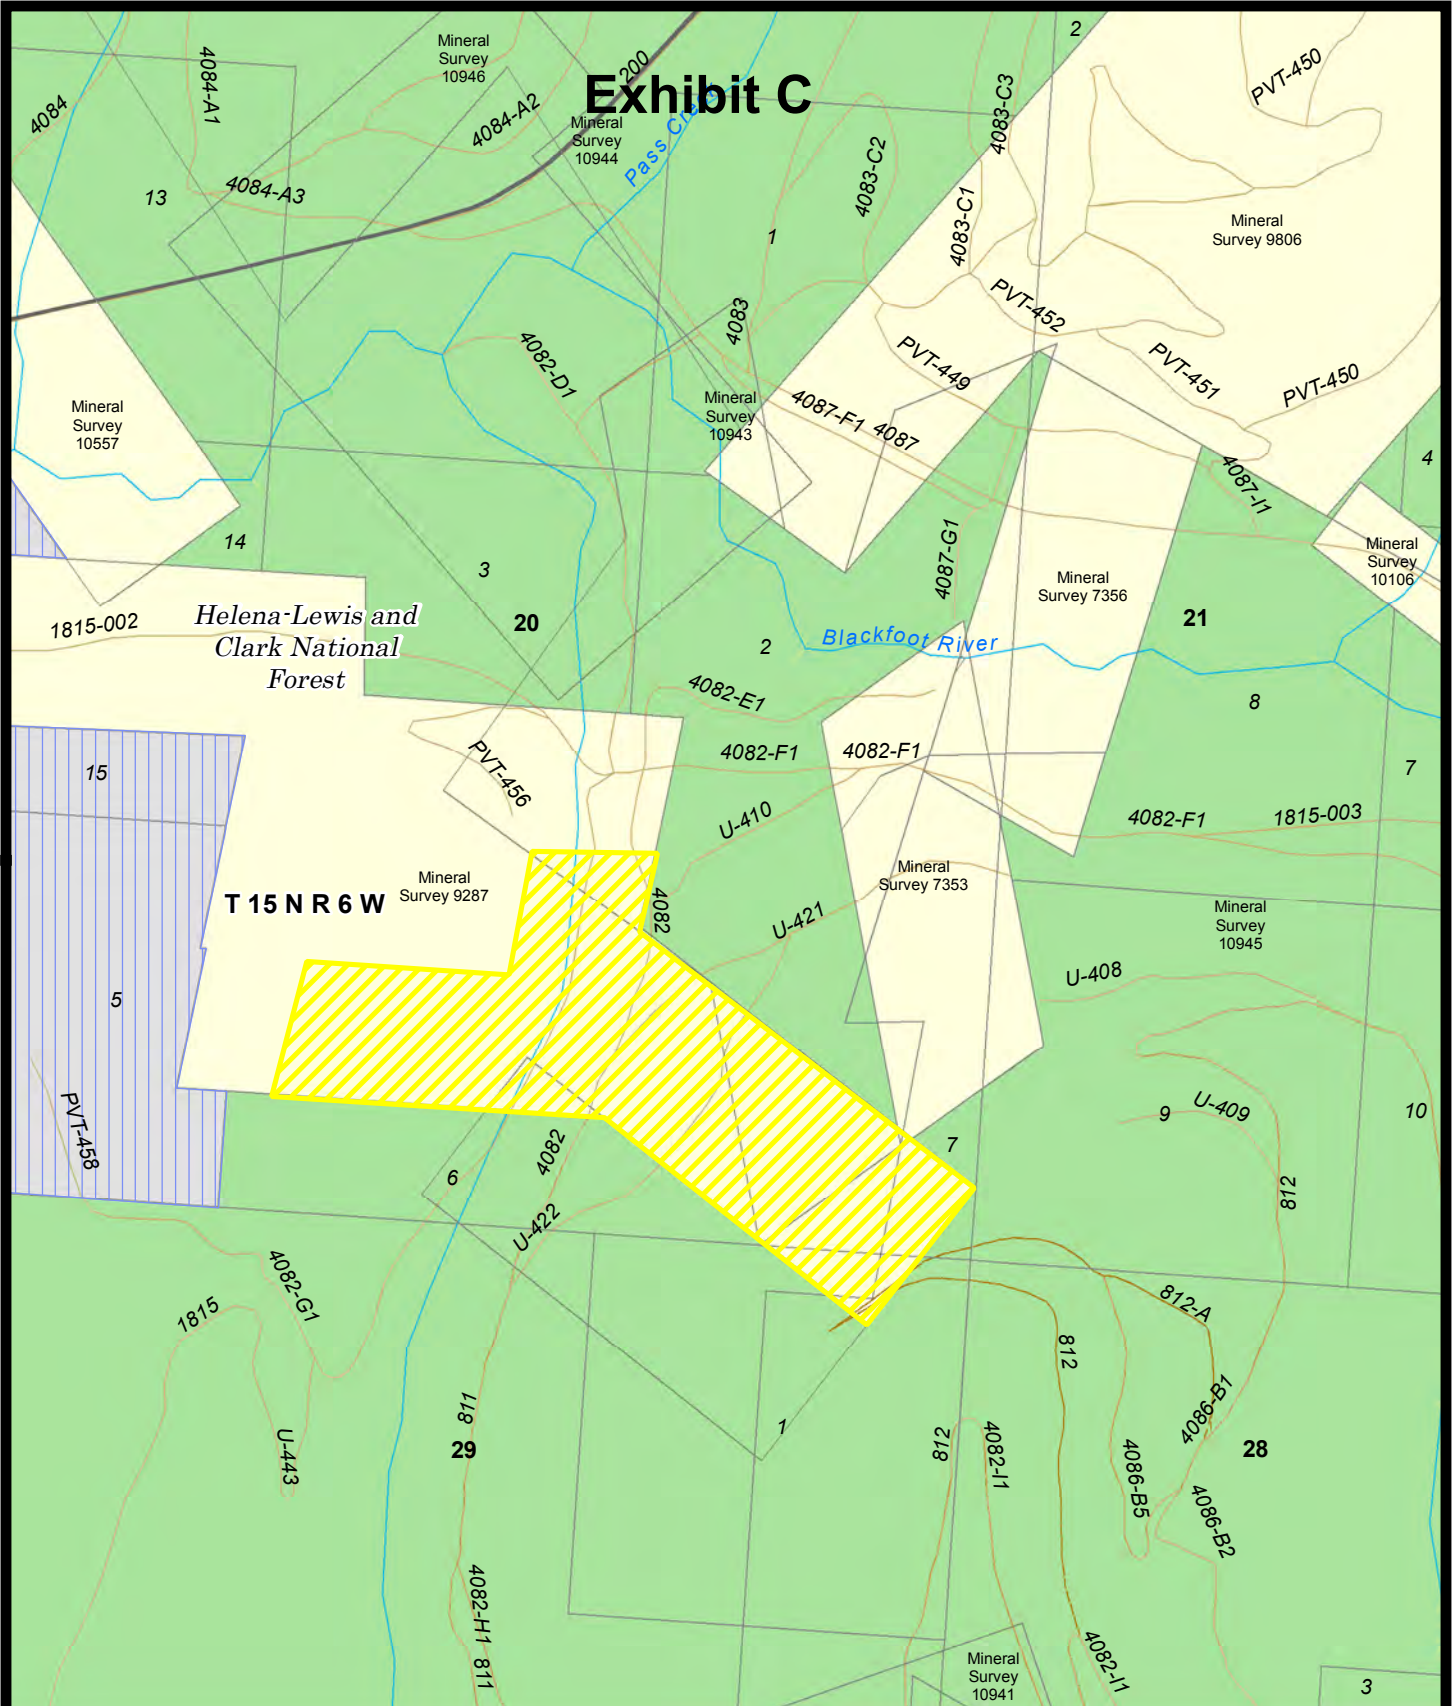 Exhibit C
2
Mineral
Survey
10946
200
4084-A1
4084
4084-A2
Mineral
Survey
10944
Pass Creek
4083-C3
PVT-450
4083-C2
4084-A3
13
4083-C1
1
Mineral
Survey 9806
PVT-452
4083
4082-D1
PVT-449
PVT-451
PVT-450
Mineral
Survey
10557
Mineral
Survey
10943
4087-F1
4087
4
4087-I1
14
3
4087-G1
Mineral
Survey
10106
Mineral
Survey 7356
1815-002
Helena-Lewis and
Clark National
Forest
20
21
2
Blackfoot River
4082-E1
8
4082-F1
4082-F1
15
PVT-456
7
U-410
4082-F1
1815-003
Mineral
Survey 9287
Mineral
Survey 7353
T 15 N R 6 W
4082
U-421
Mineral
Survey
10945
5
U-408
PVT-458
9
U-409
10
4082
7
6
812
U-422
4082-G1
1815
812-A
812
811
4086-B1
U-443
29
1
812
4082-I1
4086-B5
28
4086-B2
4082-H1
811
Mineral
Survey
10941
4082-I1
3